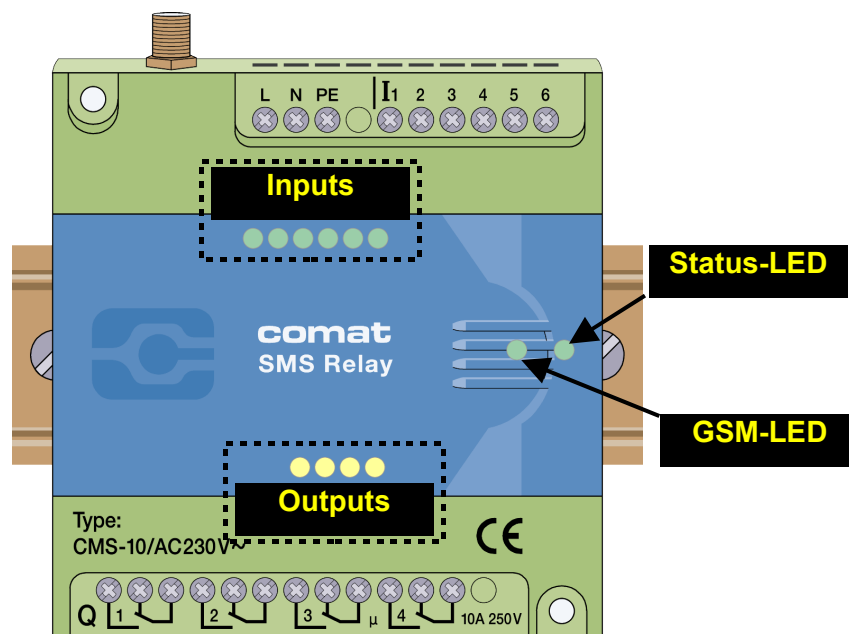 L N PE I1 2 3 4 5 6
Inputs
Status-LED
comat
SMS Relay
GSM-LED
Outputs
Type:
CMS-10/AC230V~
CE
Q 1 2 3 µ 4 10A 250V